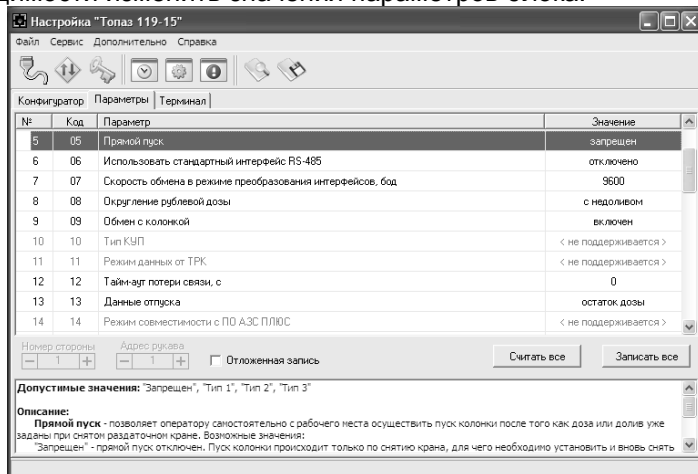 димости изменить значения параметров блока.
Настройка "Топаз 119-15"
Файл Сервис Дополнительно Справка
Конфигуратор Параметры Терминал
№ Код Параметр Значение
5 05 Прямой пуск запрещен
6 06 Использовать стандартный интерфейс RS-485 отключено
7 07 Скорость обмена в режиме преобразования интерфейсов, бод 9600
8 08 Округление рублевой дозы с недоливом
9 09 Обмен с колонкой включен
10 10 Тип КУП < не поддерживается >
11 11 Режим данных от ТРК < не поддерживается >
12 12 Тайм-аут потери связи, с 0
13 13 Данные отпуска остаток дозы
14 14 Режим совместимости с ПО АЗС ПЛЮС < не поддерживается >
Номер стороны Адрес рукава
1 1 Отложенная запись Считать все Записать все
Допустимые значения: "Запрещен", "Тип 1", "Тип 2", "Тип 3"
Описание:
Прямой пуск - позволяет оператору самостоятельно с рабочего места осуществить пуск колонки после того как доза или долив уже
заданы при снятом раздаточном кране. Возможные значения:
"Запрещен" - прямой пуск отключен. Пуск колонки происходит только по снятию крана, для чего необходимо установить и вновь снять